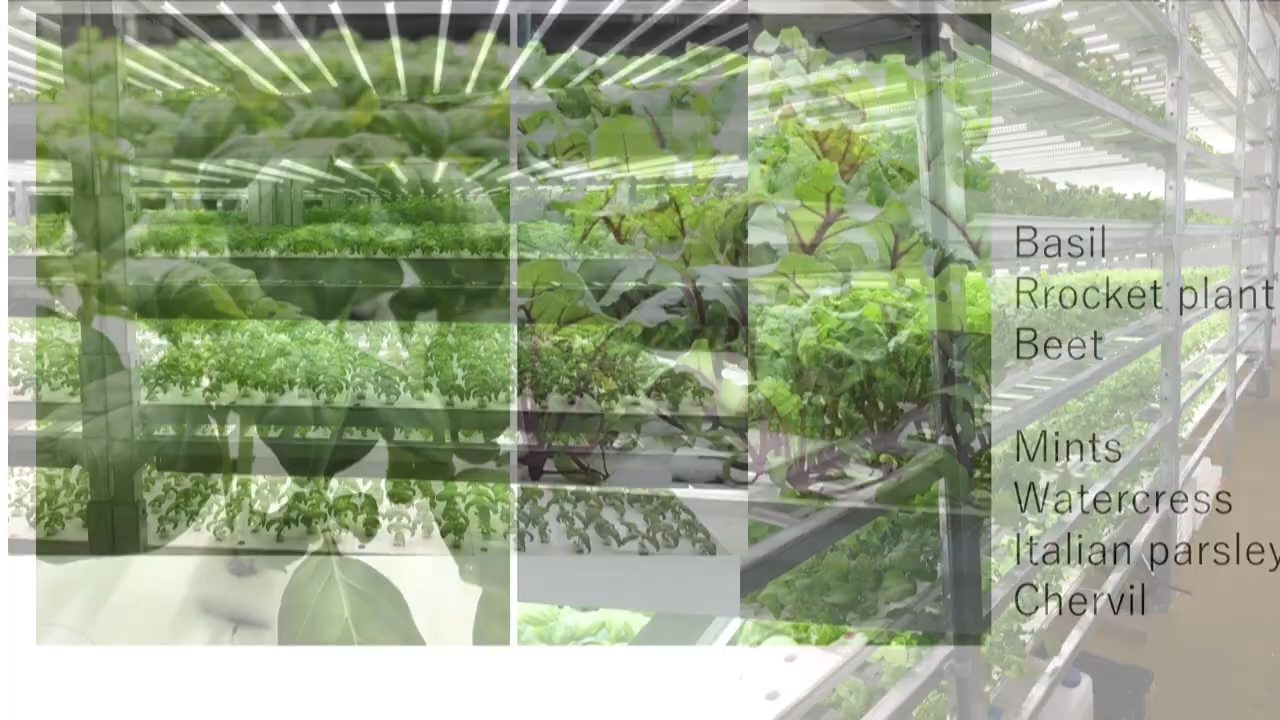 Basil
Rrocket plant
Beet
Mints
Watercress
Italian parsley
Chervil